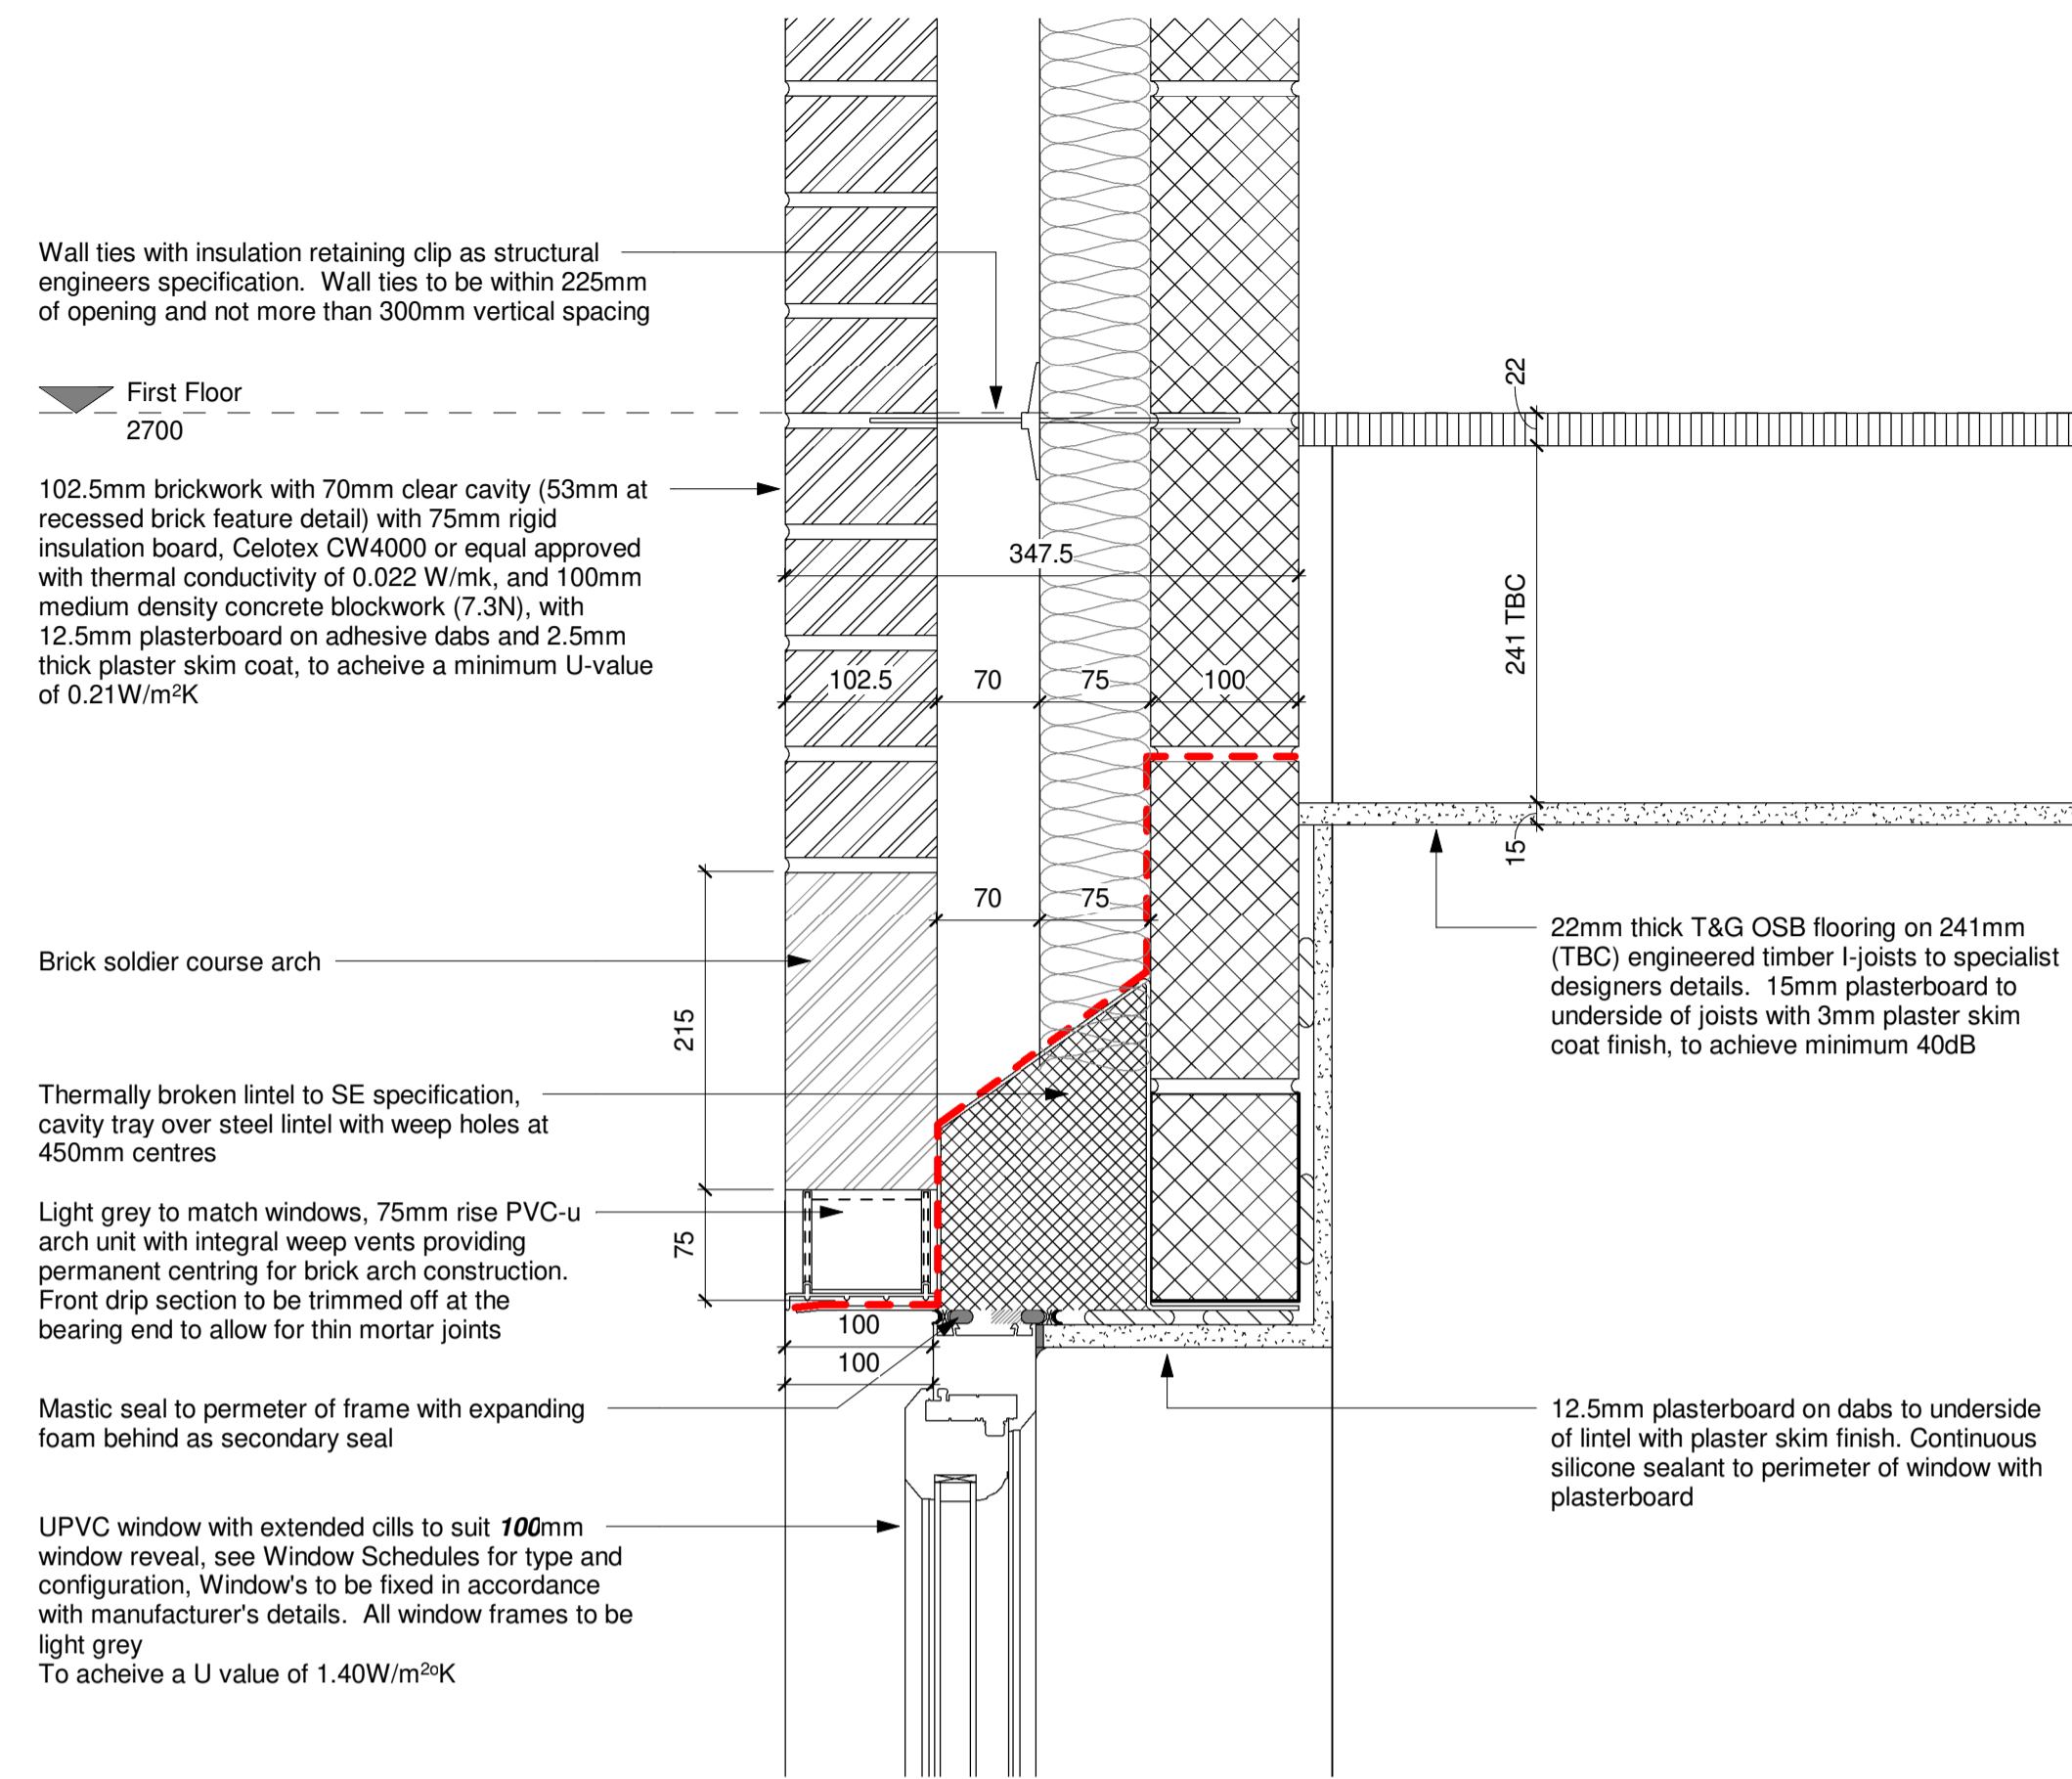 Wall ties with insulation retaining clip as structural
engineers specification.  Wall ties to be within 225mm
of opening and not more than 300mm vertical spacing
First Floor
2700
102.5mm brickwork with 70mm clear cavity (53mm at
recessed brick feature detail) with 75mm rigid
insulation board, Celotex CW4000 or equal approved
with thermal conductivity of 0.022 W/mk, and 100mm
medium density concrete blockwork (7.3N), with
12.5mm plasterboard on adhesive dabs and 2.5mm
thick plaster skim coat, to acheive a minimum U-value
of 0.21W/m²K
Brick soldier course arch
Thermally broken lintel to SE specification,
cavity tray over steel lintel with weep holes at
450mm centres
Light grey to match windows, 75mm rise PVC-u
arch unit with integral weep vents providing
permanent centring for brick arch construction.
Front drip section to be trimmed off at the
bearing end to allow for thin mortar joints
Mastic seal to permeter of frame with expanding
foam behind as secondary seal
UPVC window with extended cills to suit 100mm
window reveal, see Window Schedules for type and
configuration, Window's to be fixed in accordance
with manufacturer's details.  All window frames to be
light grey
To acheive a U value of 1.40W/m²ºK
347.5
102.5
70
75
100
70
75
215
75
100
100
22
241 TBC
15
22mm thick T&G OSB flooring on 241mm
(TBC) engineered timber I-joists to specialist
designers details.  15mm plasterboard to
underside of joists with 3mm plaster skim
coat finish, to achieve minimum 40dB
12.5mm plasterboard on dabs to underside
of lintel with plaster skim finish. Continuous
silicone sealant to perimeter of window with
plasterboard